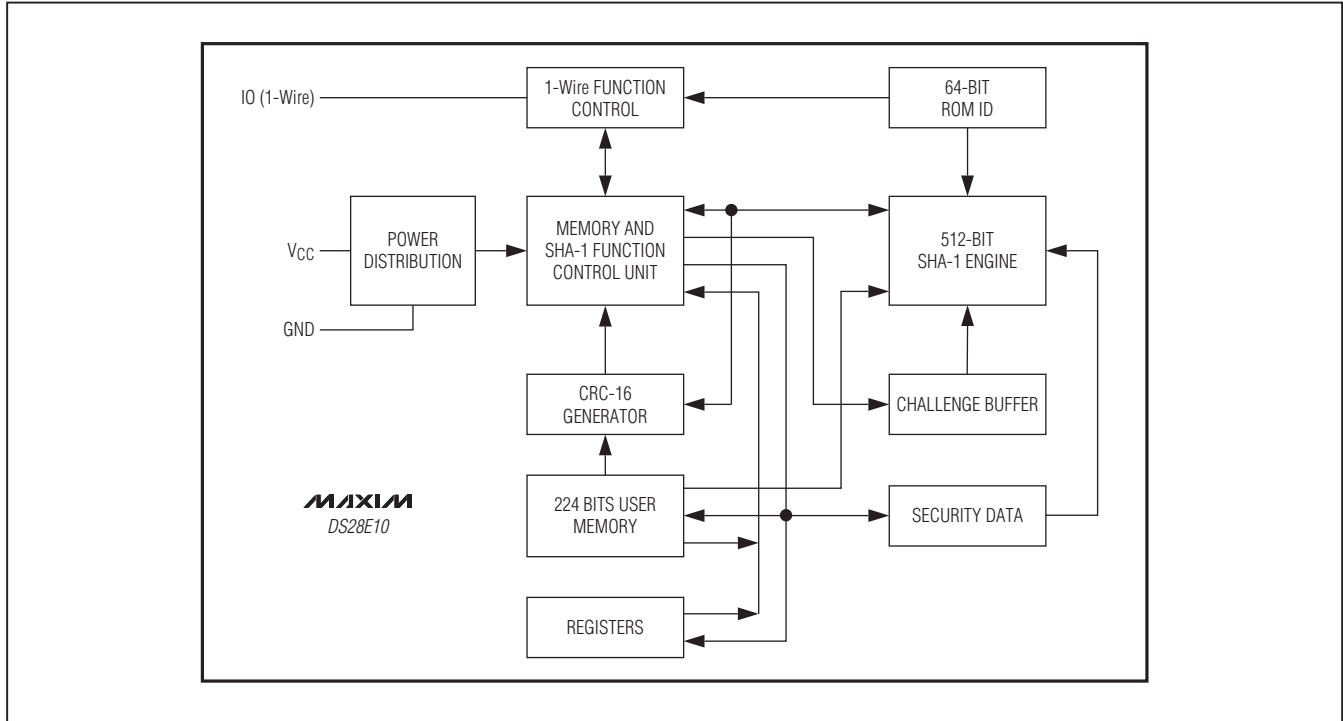 IO (1-Wire)
1-Wire FUNCTION
CONTROL
64-BIT
ROM ID
VCC
GND
POWER
DISTRIBUTION
MEMORY AND
SHA-1 FUNCTION
CONTROL UNIT
512-BIT
SHA-1 ENGINE
CRC-16
GENERATOR
CHALLENGE BUFFER
MAXIM
DS28E10
224 BITS USER
MEMORY
SECURITY DATA
REGISTERS